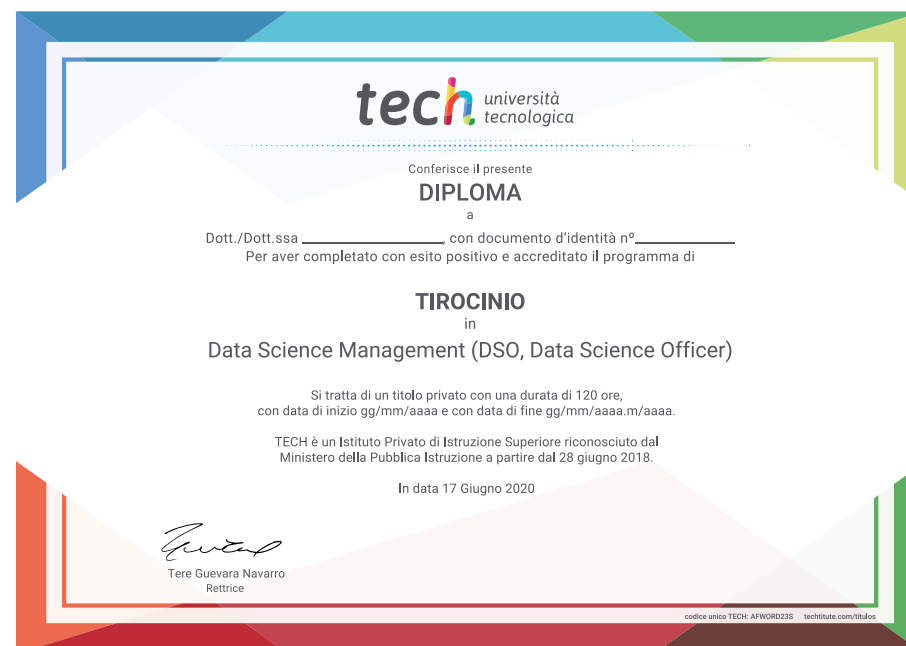 tech università
tecnologica
Conferisce il presente
DIPLOMA
a
Dott./Dott.ssa ________________, con documento d'identità nº____________
Per aver completato con esito positivo e accreditato il programma di
TIROCINIO
in
Data Science Management (DSO, Data Science Officer)
Si tratta di un titolo privato con una durata di 120 ore,
con data di inizio gg/mm/aaaa e con data di fine gg/mm/aaaa.m/aaaa.
TECH è un Istituto Privato di Istruzione Superiore riconosciuto dal
Ministero della Pubblica Istruzione a partire dal 28 giugno 2018.
In data 17 Giugno 2020
Tere Guevara Navarro
Rettrice
codice unico TECH: AFWORD23S techtitute.com/titulos